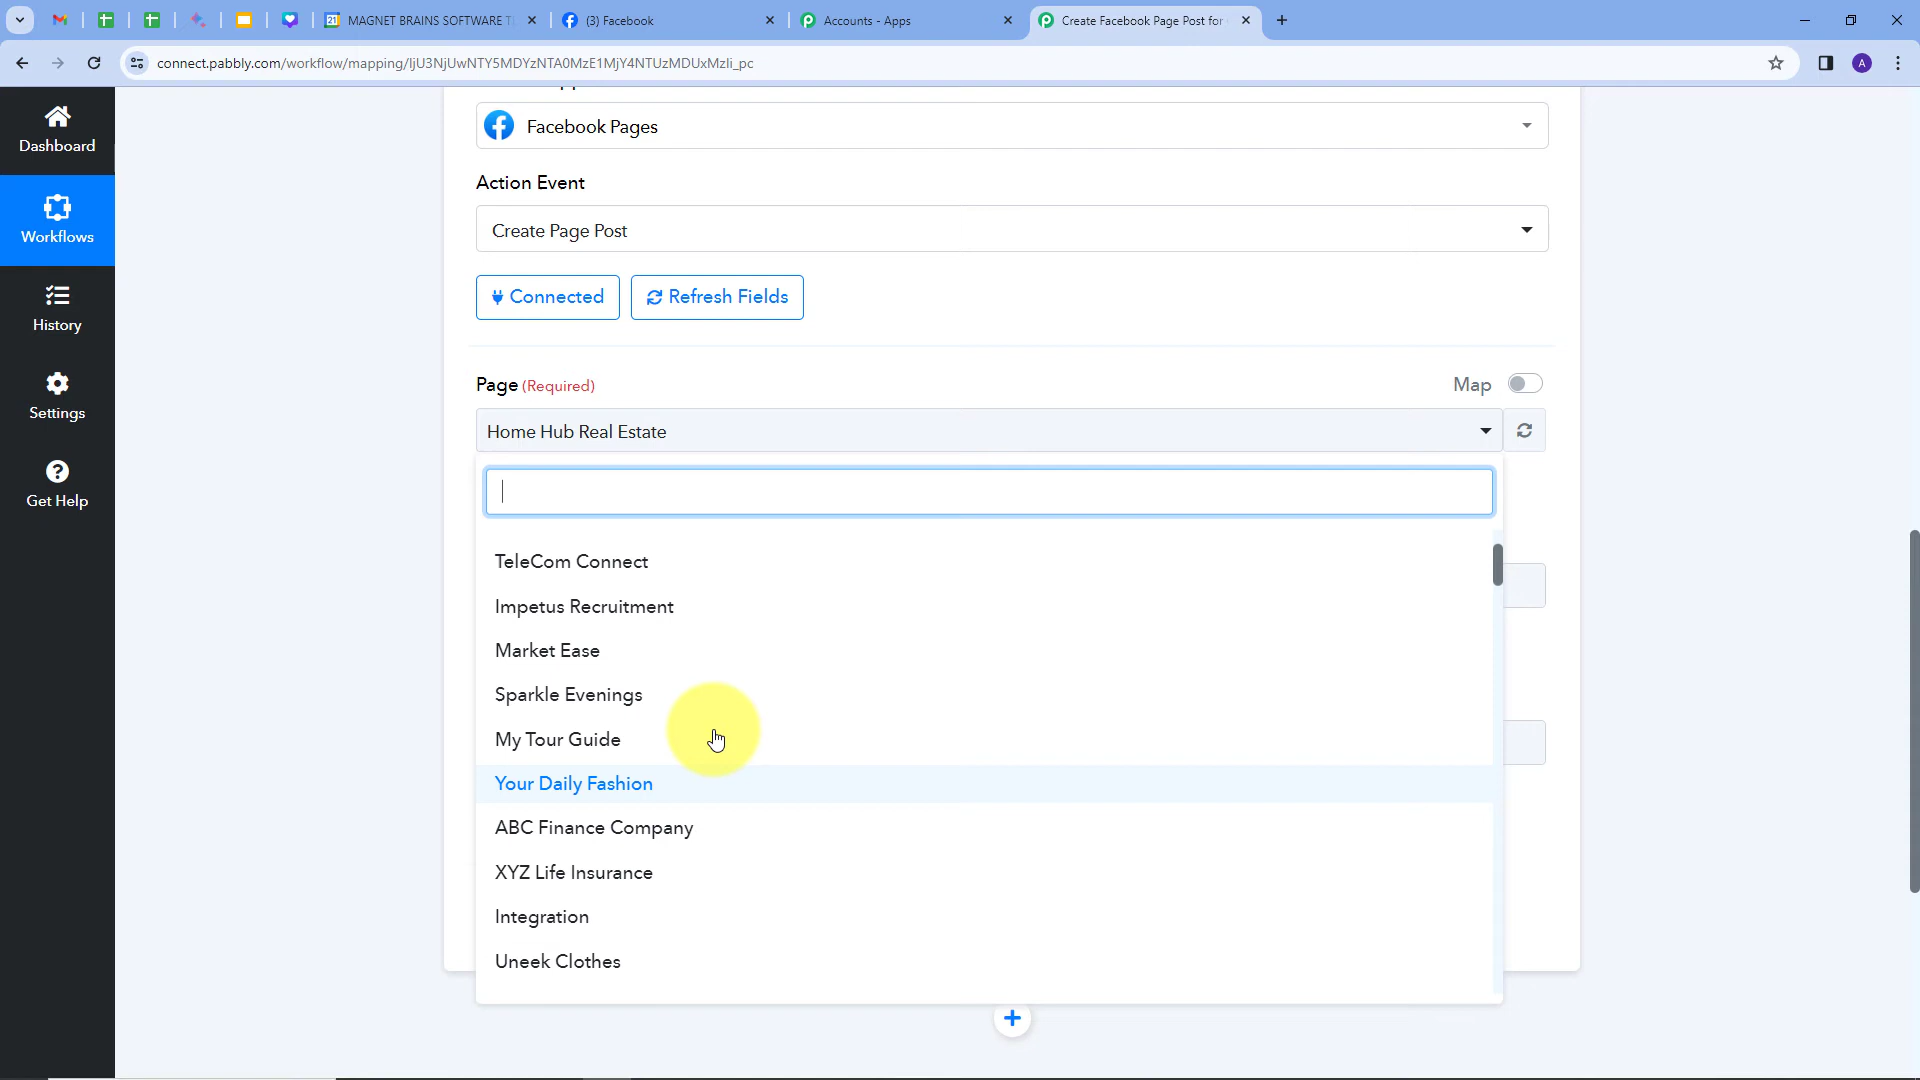 MAGNET BRAINS SOFTWARE T
(3) Facebook
Accounts - Apps
Create Facebook Page Post for
connect.pabbly.com/workflow/mapping/IjU3NjUwNTY5MDYzNTA0MzE1MjY4NTUzMDUxMzIi_pc
A
Dashboard
Workflows
History
Settings
Get Help
Facebook Pages
Action Event
Create Page Post
Connected
Refresh Fields
Page (Required)
Map
Home Hub Real Estate
TeleCom Connect
Impetus Recruitment
Market Ease
Sparkle Evenings
My Tour Guide
Your Daily Fashion
ABC Finance Company
XYZ Life Insurance
Integration
Uneek Clothes